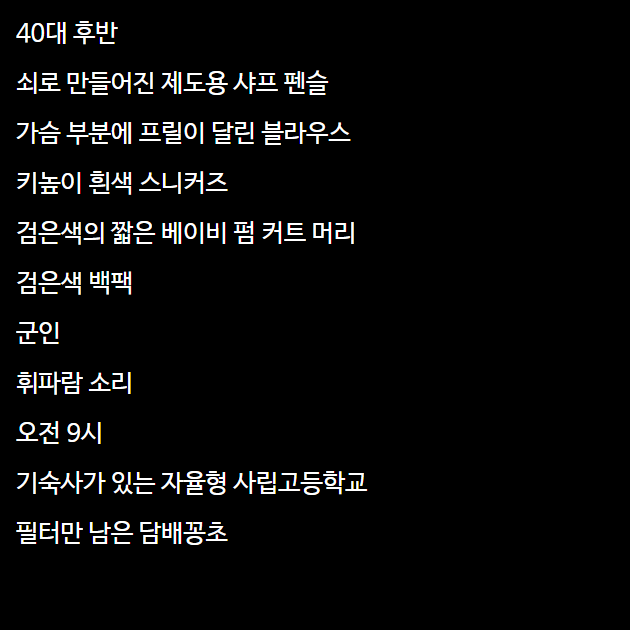 40대 후반
쇠로 만들어진 제도용 샤프 펜슬
가슴 부분에 프릴이 달린 블라우스
키높이 흰색 스니커즈
검은색의 짧은 베이비 펌 커트 머리
검은색 백팩
군인
휘파람 소리
오전 9시
기숙사가 있는 자율형 사립고등학교
필터만 남은 담배꽁초